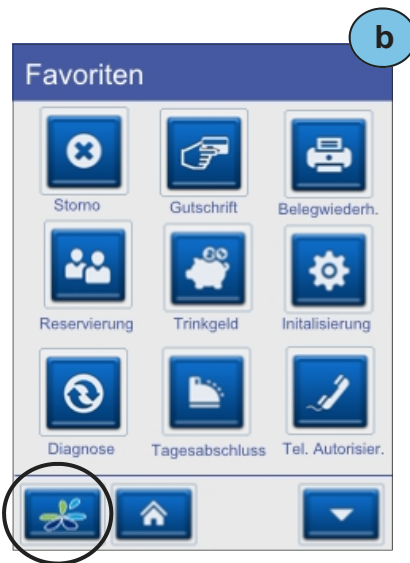 b
Favoriten
Storno Gutschrift Belegwiederh.
Reservierung Trinkgeld Initalisierung
Diagnose Tagesabschluss Tel. Autorisier.